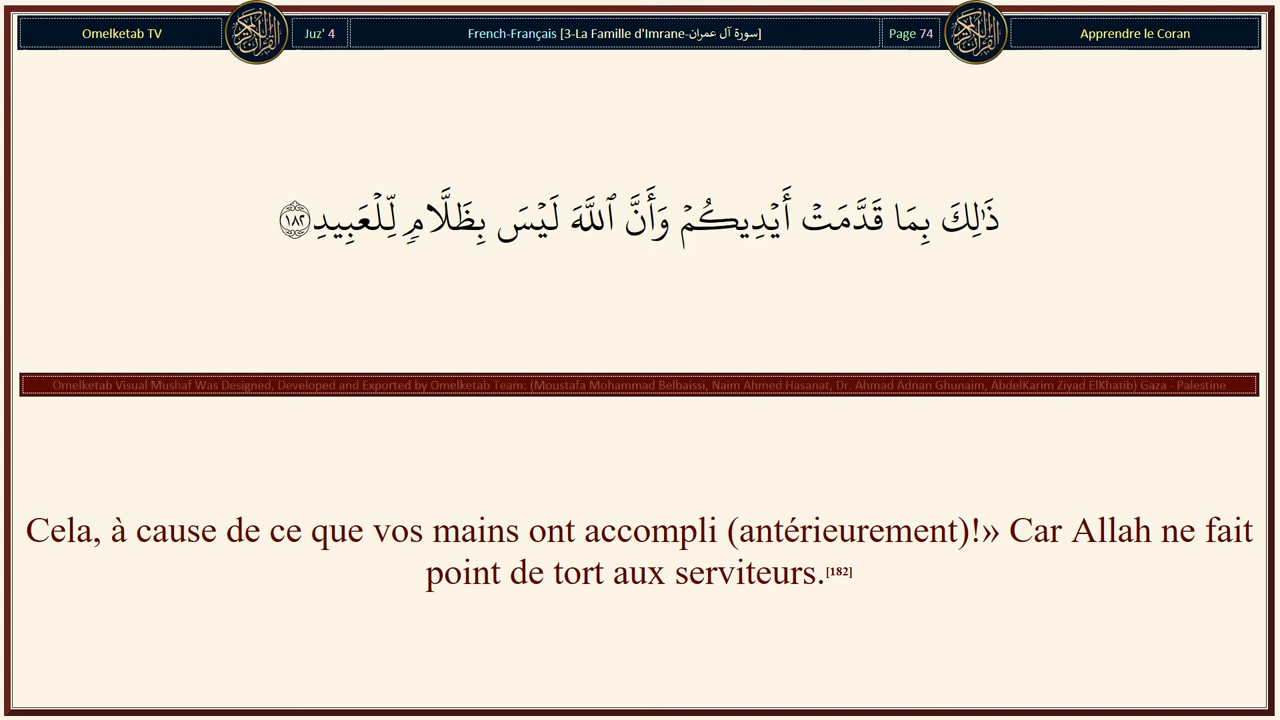 Omelketab TV
Juz' 4
French-Français [3-La Famille d'Imrane-سورة آل عمران]
Page 74
Apprendre le Coran
ذَٰلِكَ بِمَا قَدَّمَتۡ أَيۡدِيكُمۡ وَأَنَّ ٱللَّهَ لَيۡسَ بِظَلَّامٖ لِّلۡعَبِيدِ ١٨٢
Omelketab Visual Mushaf Was Designed, Developed and Exported by Omelketab Team: (Moustafa Mohammad Belbaissi, Naim Ahmed Hasanat, Dr. Ahmad Adnan Ghunaim, AbdelKarim Ziyad ElKhatib) Gaza - Palestine
Cela, à cause de ce que vos mains ont accompli (antérieurement)!» Car Allah ne fait
point de tort aux serviteurs.[182]